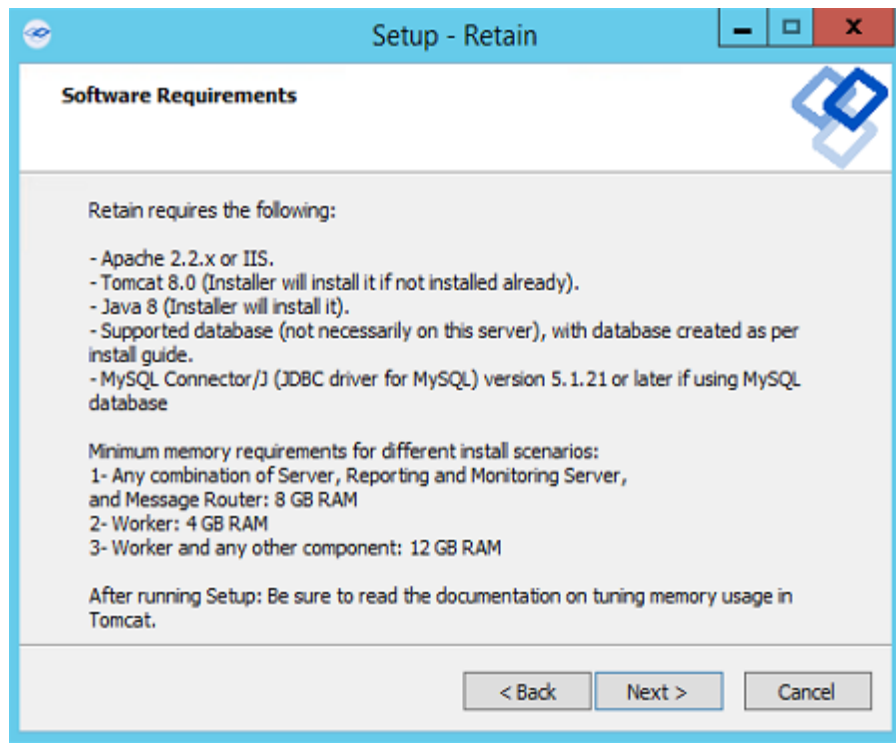 Setup - Retain
Software Requirements
Retain requires the following:
- Apache 2.2.x or IIS.
- Tomcat 8.0 (Installer will install it if not installed already).
- Java 8 (Installer will install it).
- Supported database (not necessarily on this server), with database created as per
install guide.
- MySQL Connector/J (JDBC driver for MySQL) version 5.1.21 or later if using MySQL
database
Minimum memory requirements for different install scenarios:
1- Any combination of Server, Reporting and Monitoring Server,
and Message Router: 8 GB RAM
2- Worker: 4 GB RAM
3- Worker and any other component: 12 GB RAM
After running Setup: Be sure to read the documentation on tuning memory usage in
Tomcat.
< Back Next > Cancel